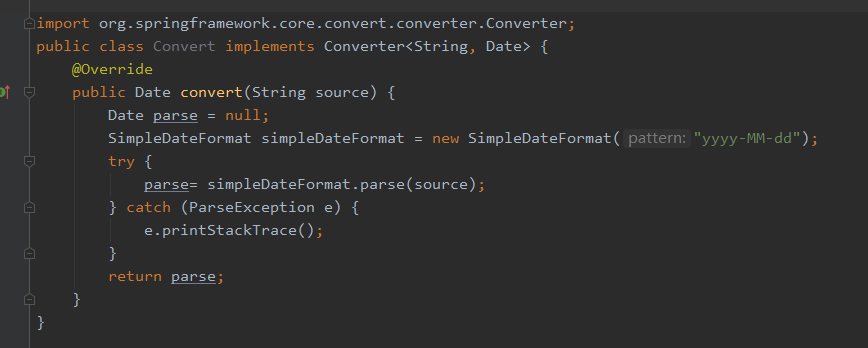 import org.springframework.core.convert.converter.Converter;
public class Convert implements Converter<String, Date> {
    @Override
    public Date convert(String source) {
        Date parse = null;
        SimpleDateFormat simpleDateFormat = new SimpleDateFormat( pattern: "yyyy-MM-dd");
        try {
            parse= simpleDateFormat.parse(source);
        } catch (ParseException e) {
            e.printStackTrace();
        }
        return parse;
    }
}